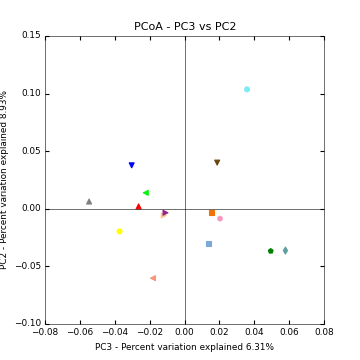 PCoA - PC3 vs PC2
0.15
0.10
0.05
0.00
−0.05
−0.10
PC2 - Percent variation explained 8.93%
−0.08 −0.06 −0.04 −0.02 0.00 0.02 0.04 0.06 0.08
PC3 - Percent variation explained 6.31%